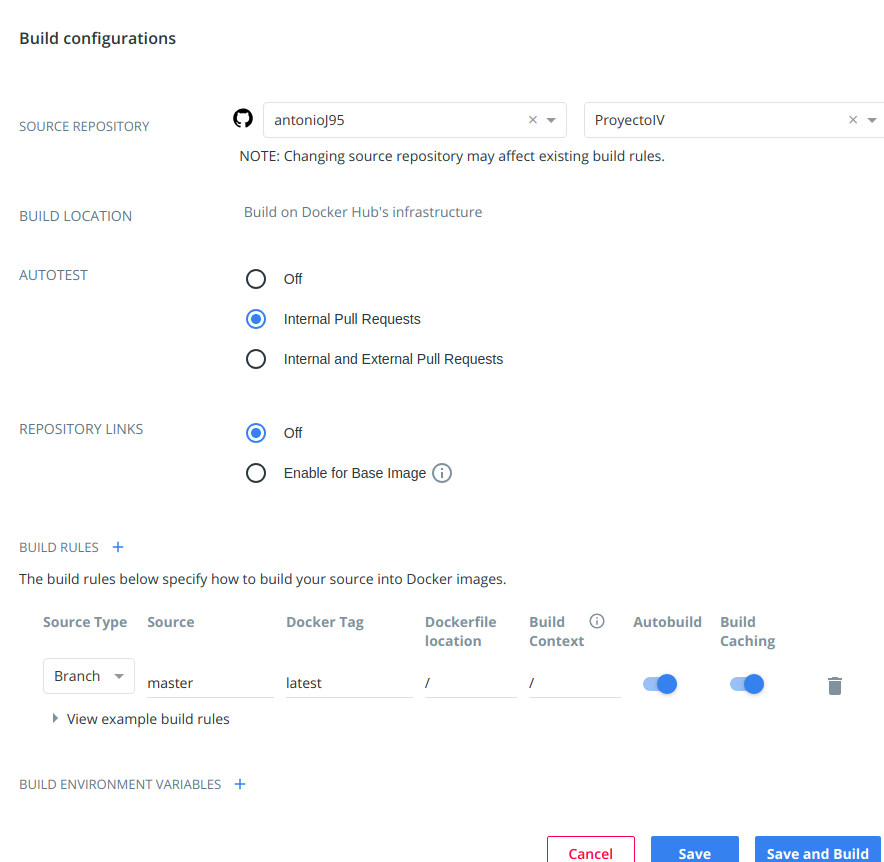 Build configurations
SOURCE REPOSITORY
antonioJ95
ProyectoIV
NOTE: Changing source repository may affect existing build rules.
BUILD LOCATION
Build on Docker Hub's infrastructure
AUTOTEST
Off
Internal Pull Requests
Internal and External Pull Requests
REPOSITORY LINKS
Off
Enable for Base Image
BUILD RULES +
The build rules below specify how to build your source into Docker images.
Source Type Source Docker Tag Dockerfile location Build Context Autobuild Build Caching
Branch master latest / /
View example build rules
BUILD ENVIRONMENT VARIABLES +
Cancel Save Save and Build